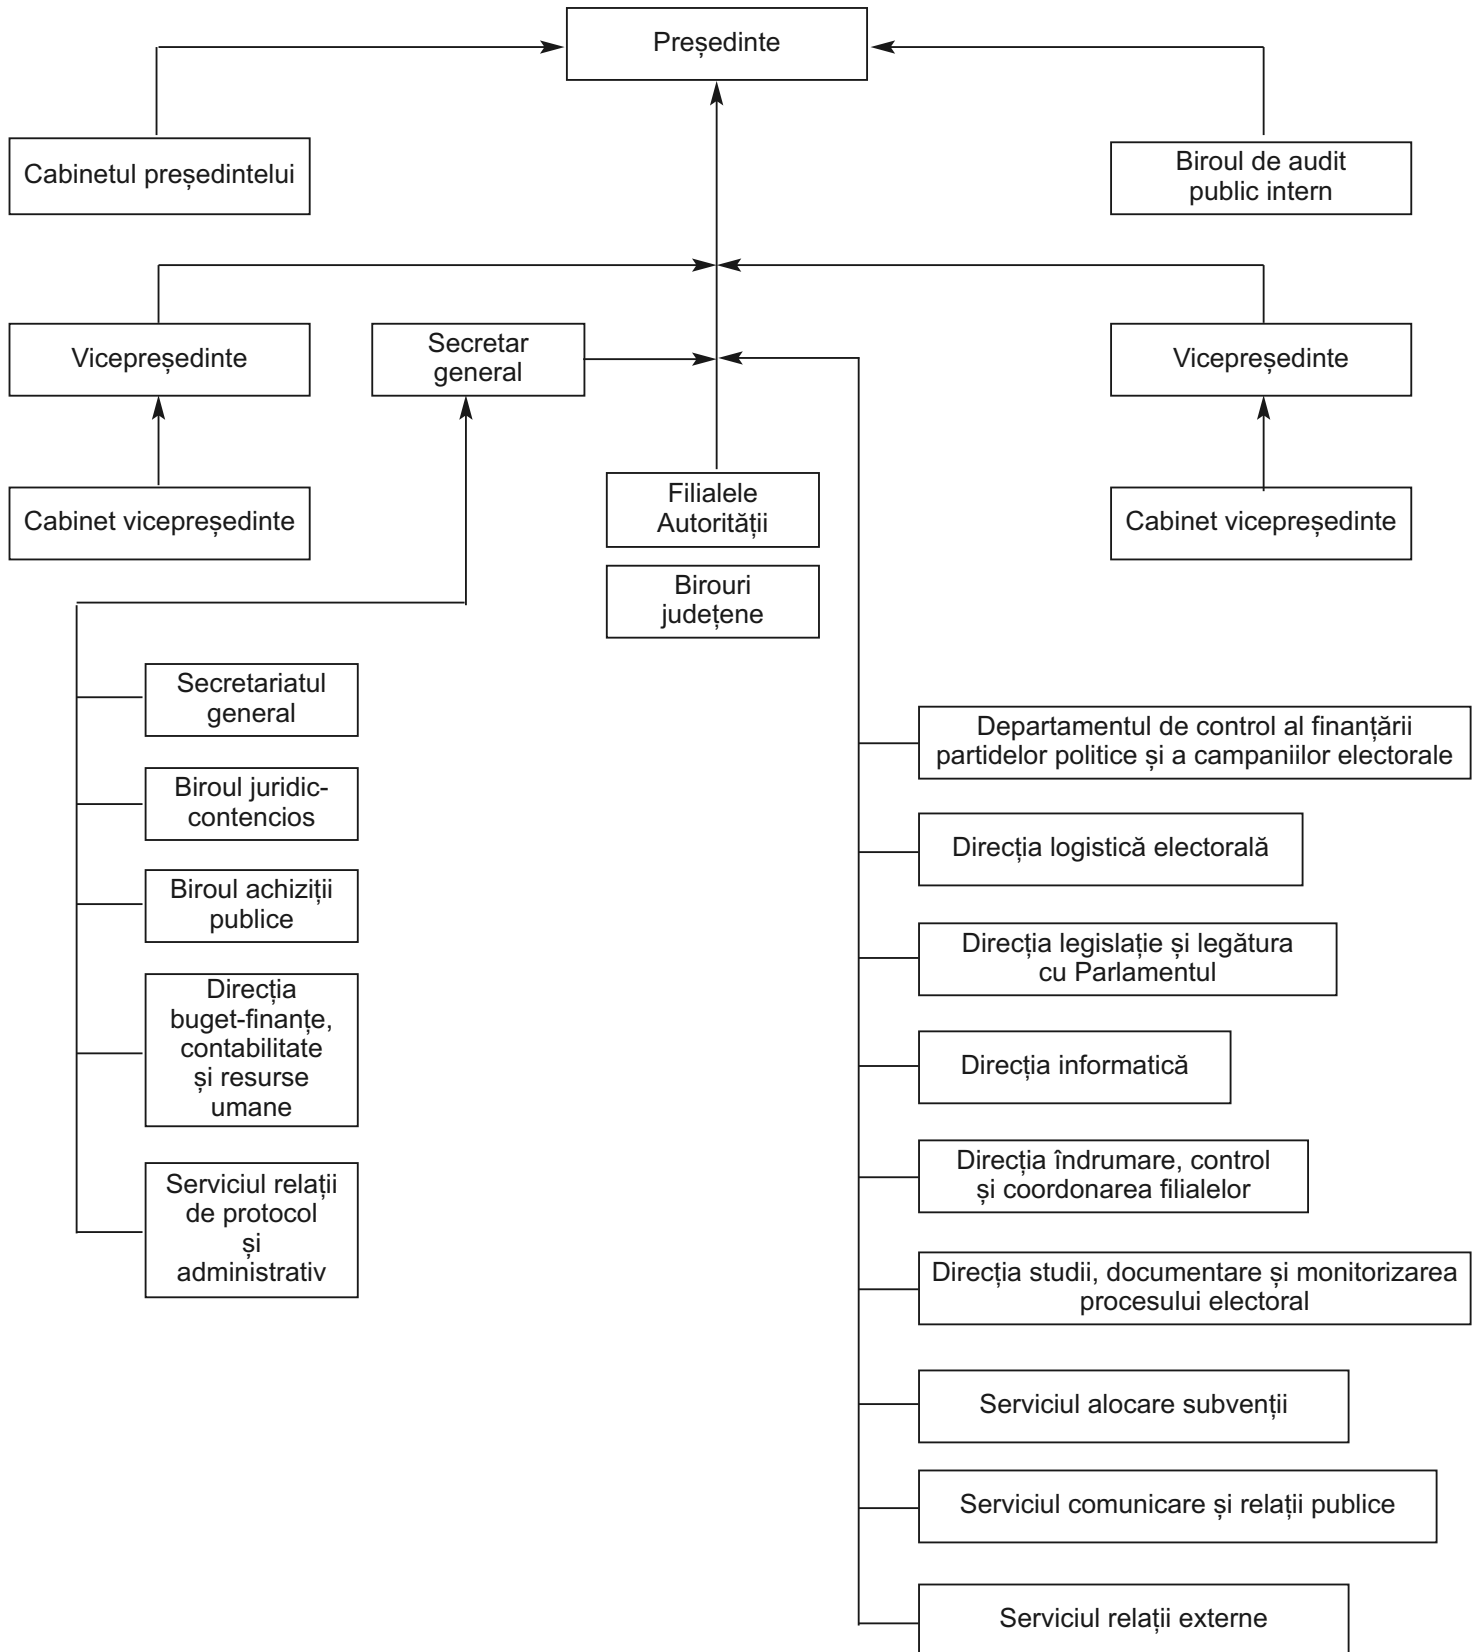 Președinte
Cabinetul președintelui
Biroul de audit
public intern
Vicepreședinte
Secretar
general
Vicepreședinte
Cabinet vicepreședinte
Filialele
Autorității
Cabinet vicepreședinte
Birouri
județene
Secretariatul
general
Biroul juridic-
contencios
Biroul achiziții
publice
Direcția
buget-finanțe,
contabilitate
și resurse
umane
Serviciul relații
de protocol
și
administrativ
Departamentul de control al finanțării
partidelor politice și a campaniilor electorale
Direcția logistică electorală
Direcția legislație și legătura
cu Parlamentul
Direcția informatică
Direcția îndrumare, control
și coordonarea filialelor
Direcția studii, documentare și monitorizarea
procesului electoral
Serviciul alocare subvenții
Serviciul comunicare și relații publice
Serviciul relații externe